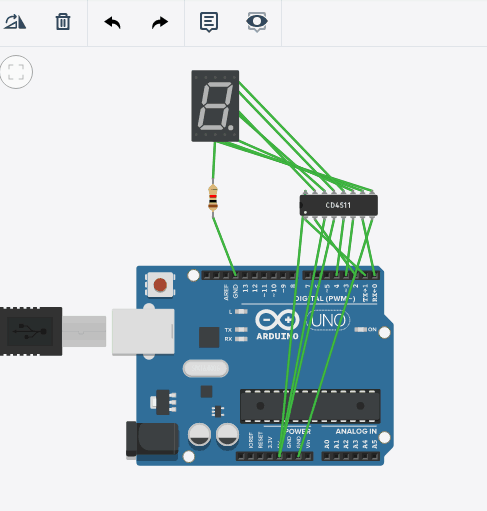 CD4511
AREF
GND
13
12
~11
~10
~9
8
7
~5
4
~3
2
TX→1
RX←0
DIGITAL (PWM~)
L
TX
RX
UNO
ARDUINO
ON
POWER
ANALOG IN
IOREF
RESET
3.3V
GND
GND
Vin
A0
A1
A2
A3
A4
A5